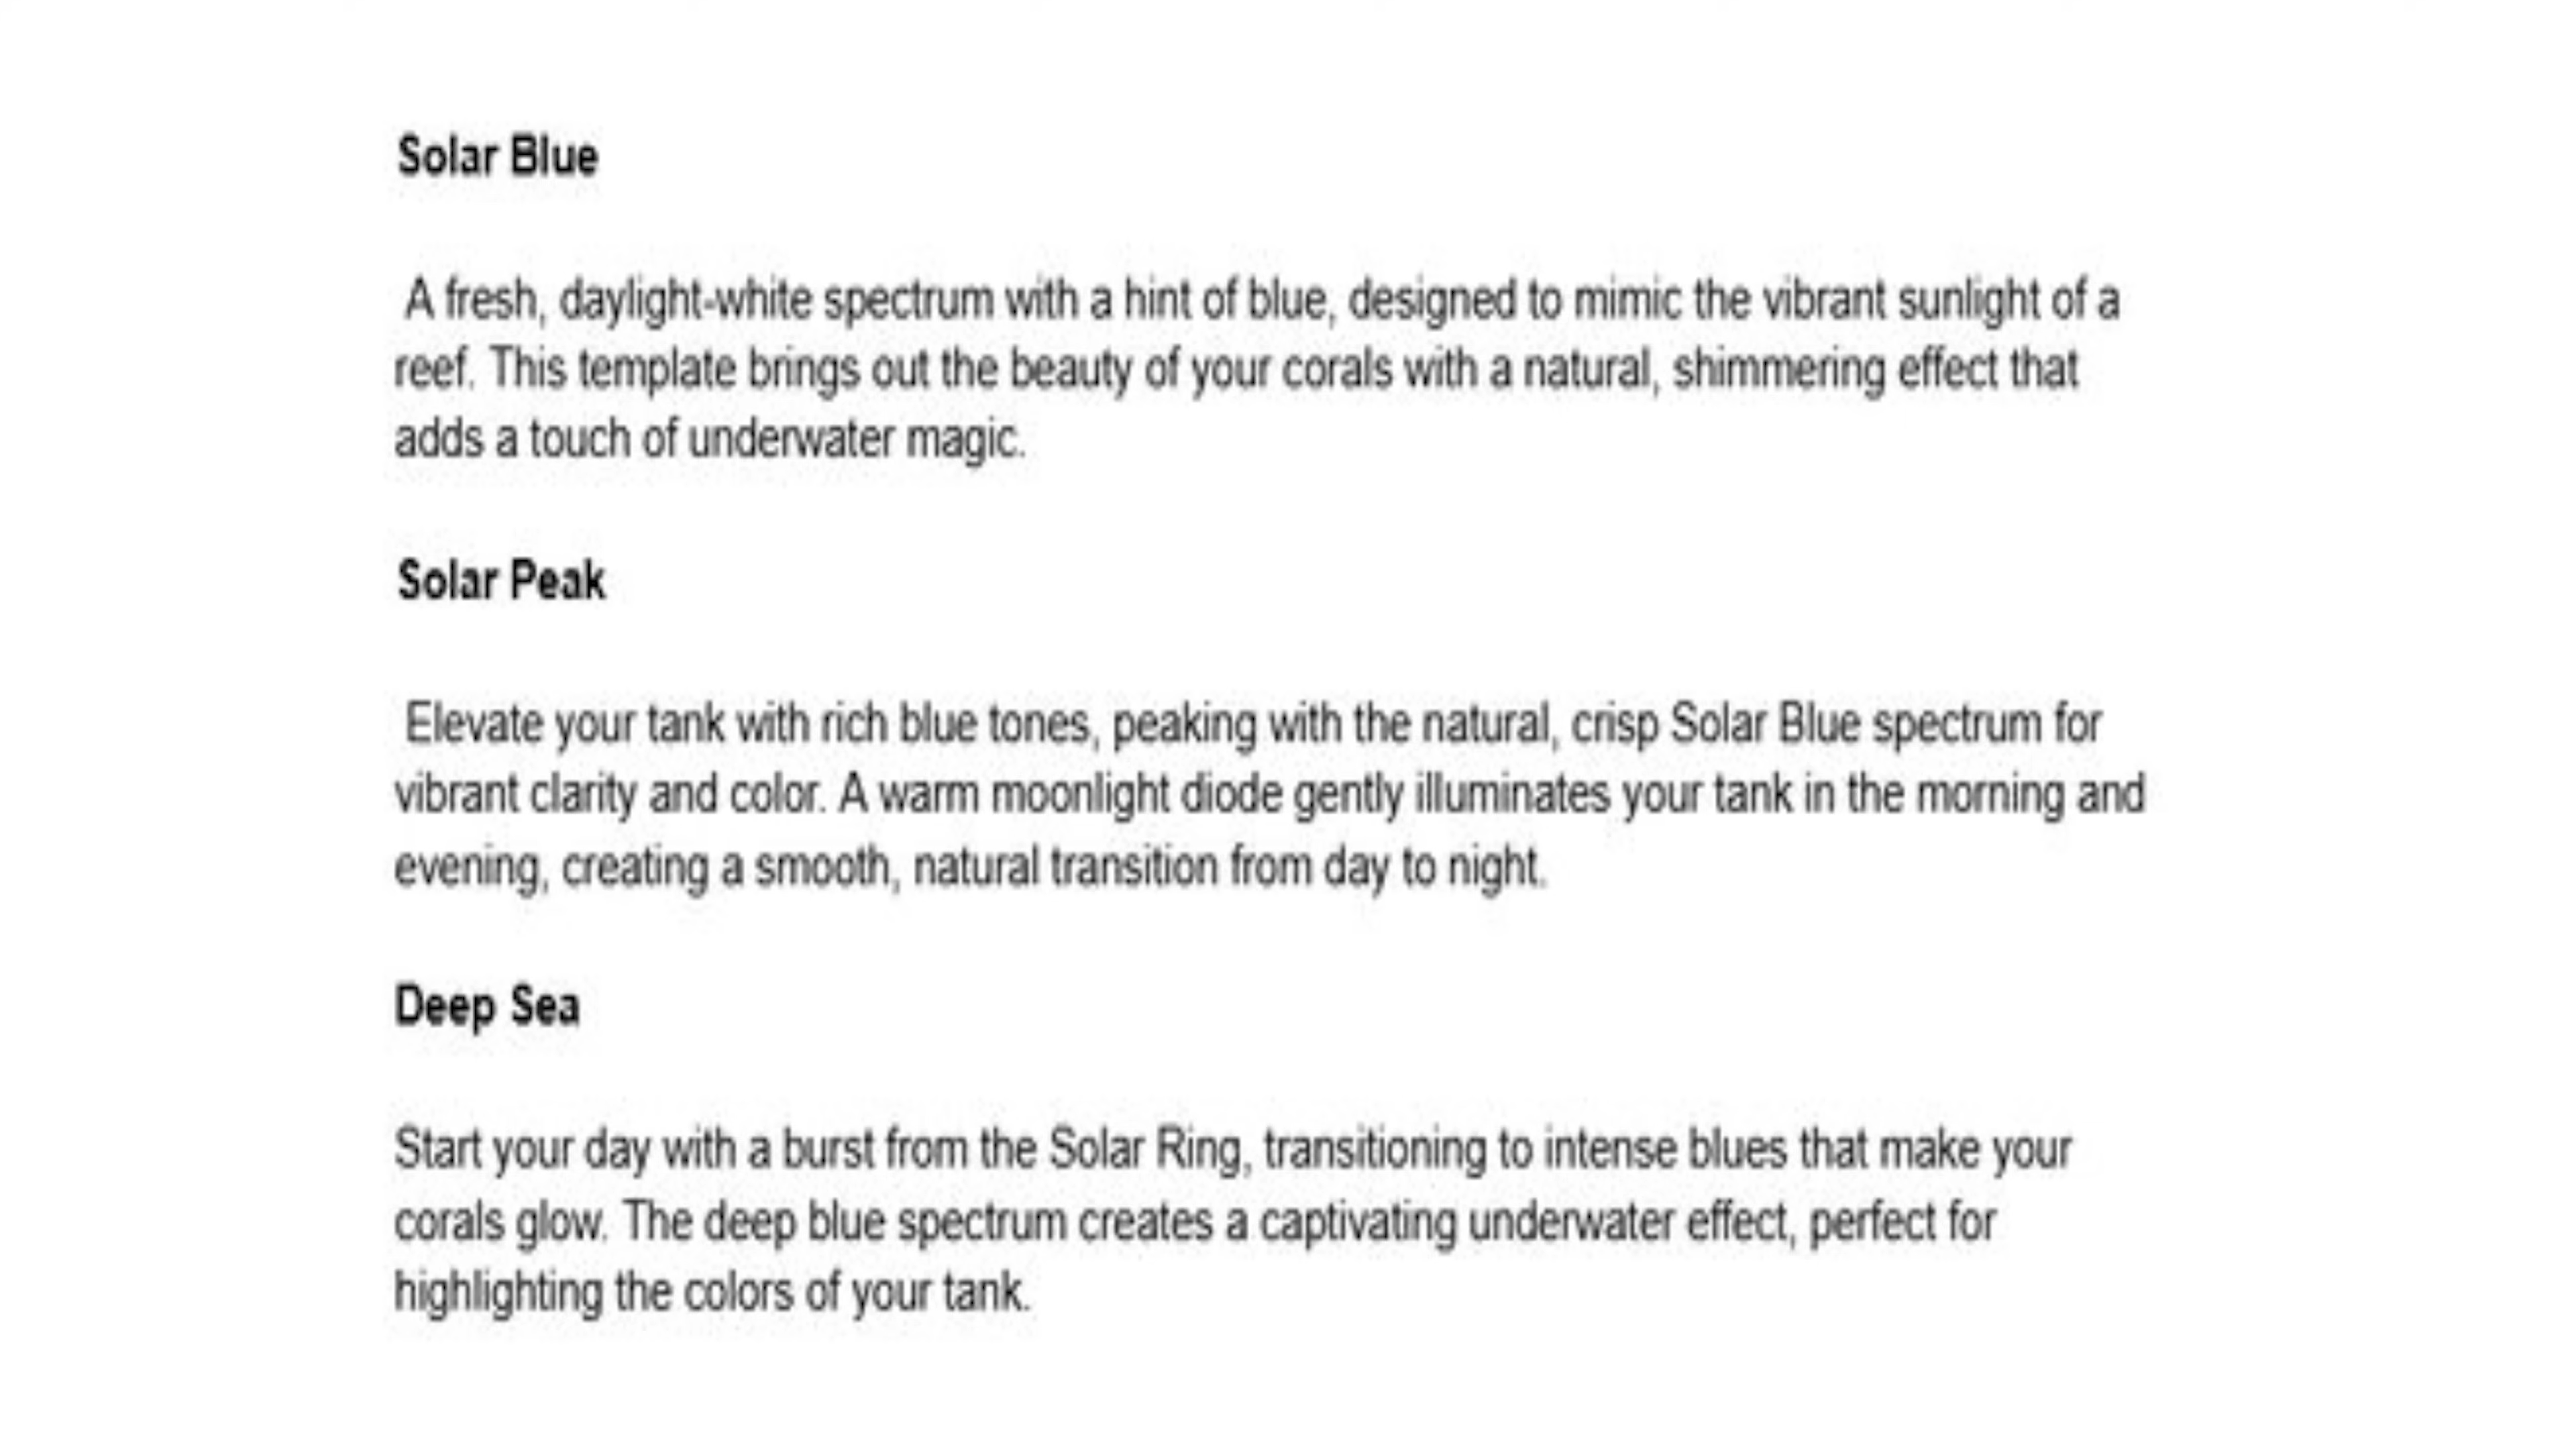 Solar Blue
A fresh, daylight-white spectrum with a hint of blue, designed to mimic the vibrant sunlight of a
reef. This template brings out the beauty of your corals with a natural, shimmering effect that
adds a touch of underwater magic.
Solar Peak
Elevate your tank with rich blue tones, peaking with the natural, crisp Solar Blue spectrum for
vibrant clarity and color. A warm moonlight diode gently illuminates your tank in the morning and
evening, creating a smooth, natural transition from day to night.
Deep Sea
Start your day with a burst from the Solar Ring, transitioning to intense blues that make your
corals glow. The deep blue spectrum creates a captivating underwater effect, perfect for
highlighting the colors of your tank.